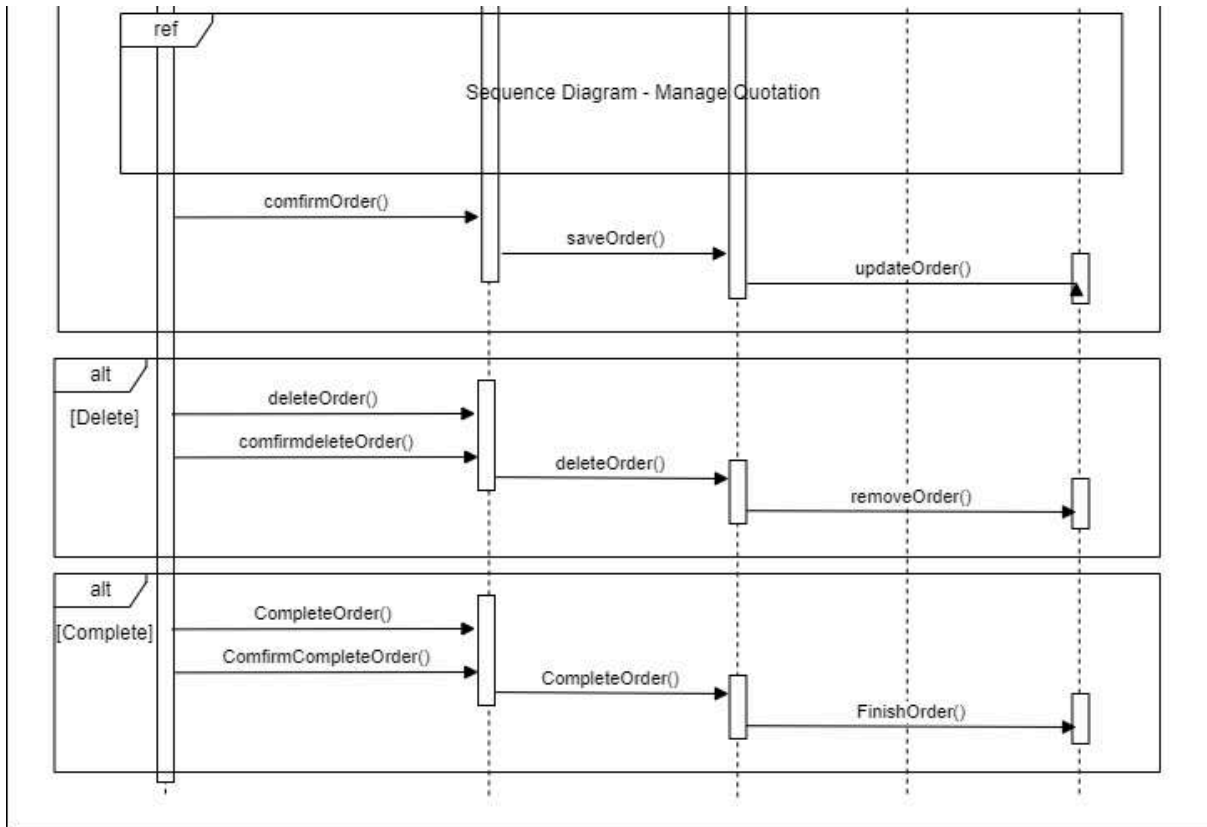 ref
Sequence Diagram - Manage Quotation
comfirmOrder()
saveOrder()
updateOrder()
alt
[Delete]
deleteOrder()
comfirmdeleteOrder()
deleteOrder()
removeOrder()
alt
[Complete]
CompleteOrder()
ComfirmCompleteOrder()
CompleteOrder()
FinishOrder()